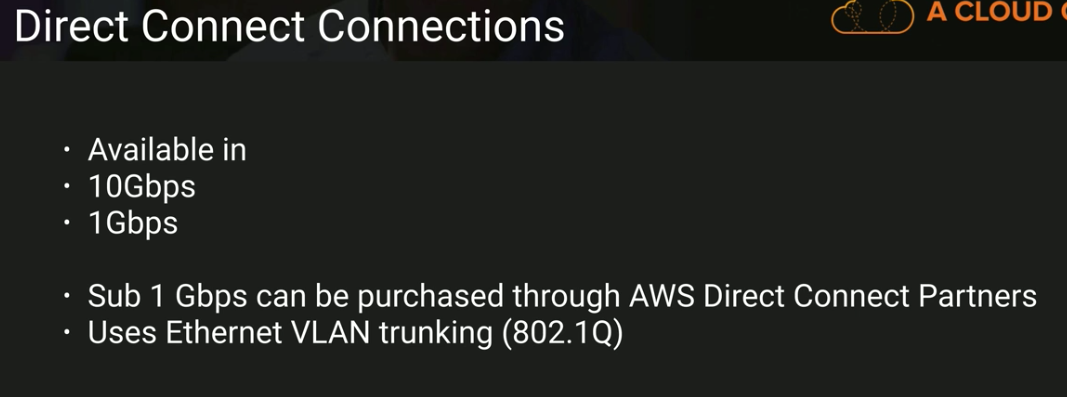 Direct Connect Connections
A CLOUD
• Available in
• 10Gbps
• 1Gbps
• Sub 1 Gbps can be purchased through AWS Direct Connect Partners
• Uses Ethernet VLAN trunking (802.1Q)